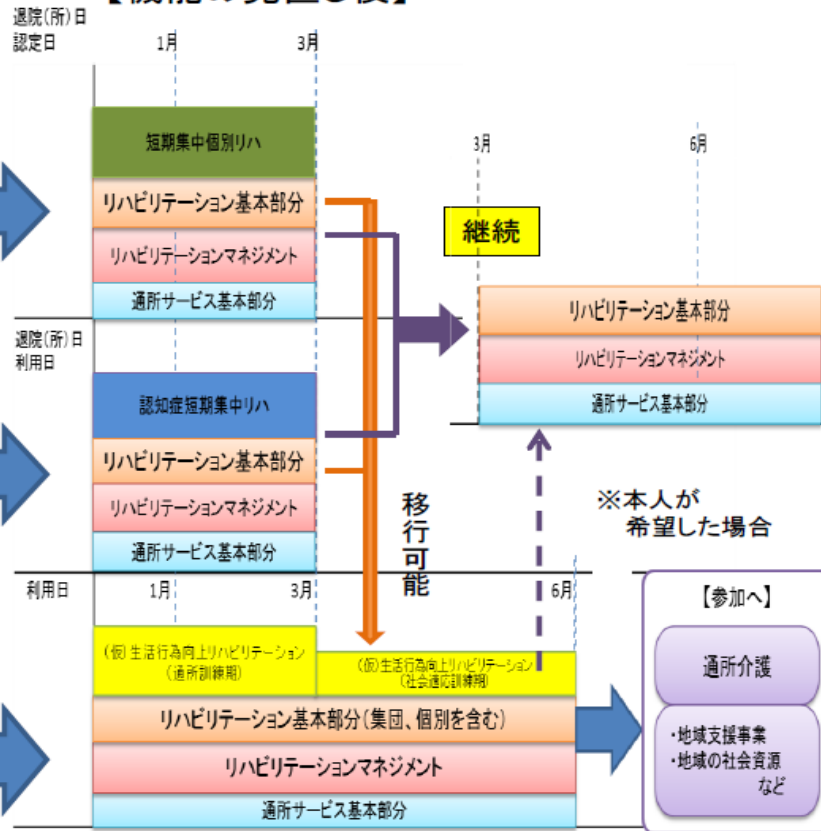 【機能の見直し後】
退院(所)日
認定日
1月
3月
短期集中個別リハ
リハビリテーション基本部分
リハビリテーションマネジメント
通所サービス基本部分
3月
6月
継続
リハビリテーション基本部分
リハビリテーションマネジメント
通所サービス基本部分
退院(所)日
利用日
認知症短期集中リハ
リハビリテーション基本部分
リハビリテーションマネジメント
通所サービス基本部分
移行可能
※本人が
希望した場合
利用日
1月
3月
6月
(仮)生活行為向上リハビリテーション
(通所訓練期)
(仮)生活行為向上リハビリテーション
(社会適応訓練期)
リハビリテーション基本部分(集団、個別を含む)
リハビリテーションマネジメント
通所サービス基本部分
【参加へ】
通所介護
・地域支援事業
・地域の社会資源
など